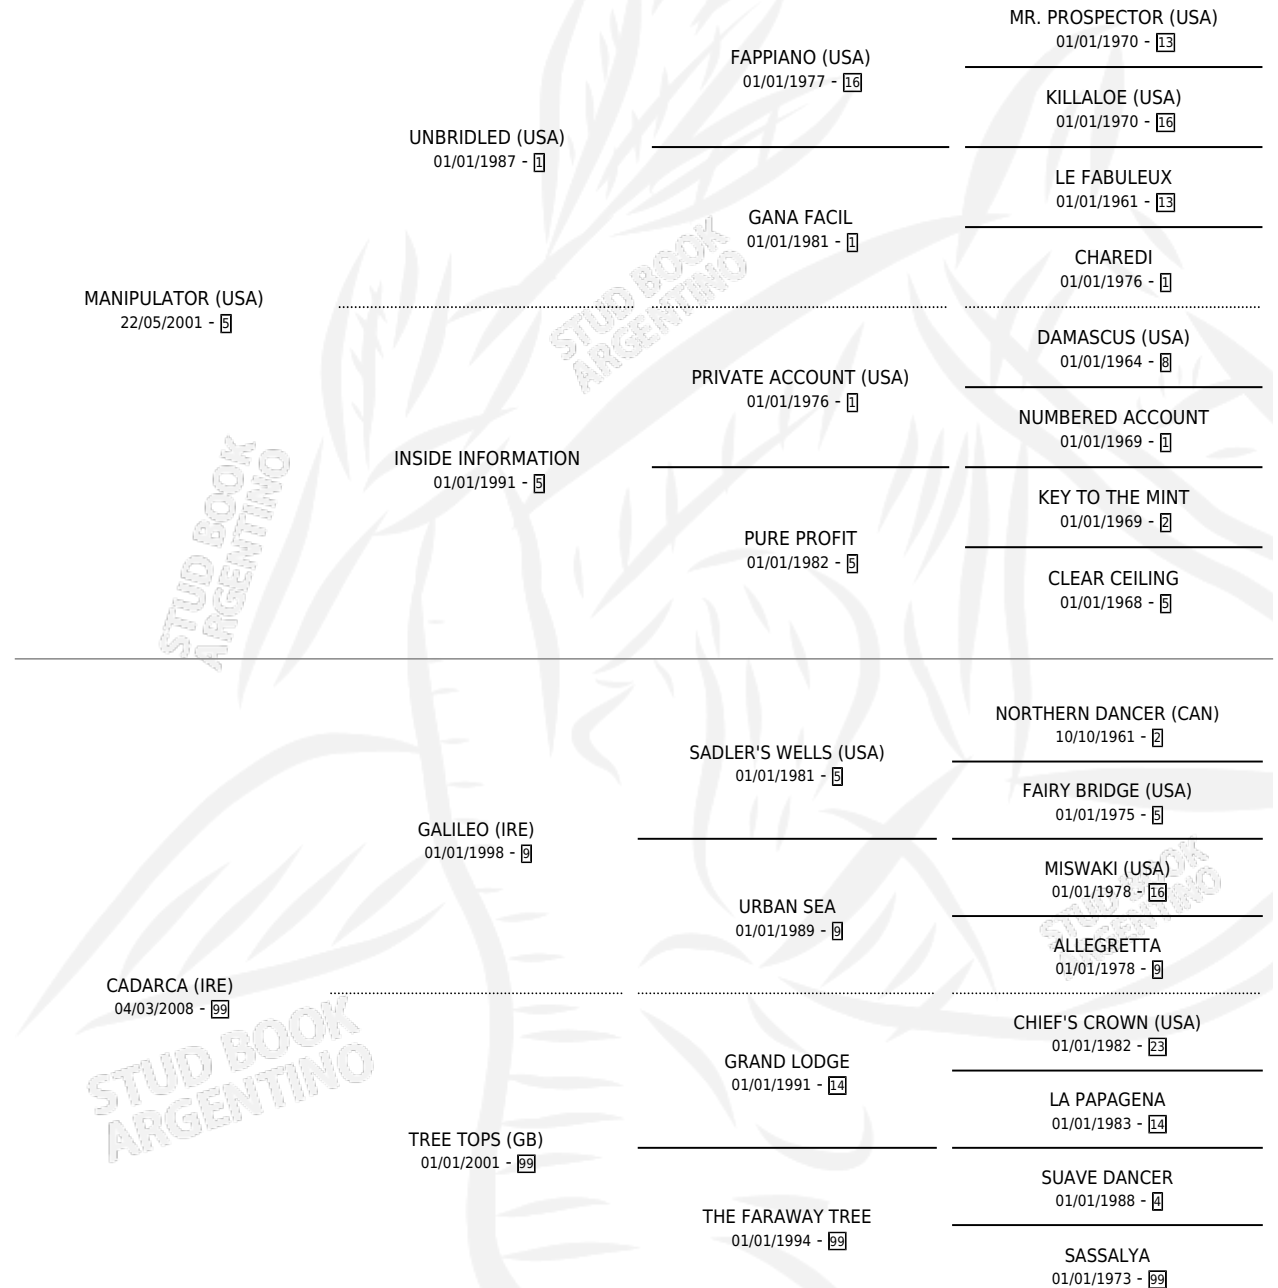 MR. PROSPECTOR (USA)
01/01/1970 - 13
FAPPIANO (USA)
01/01/1977 - 16
KILLALOE (USA)
01/01/1970 - 16
UNBRIDLED (USA)
01/01/1987 - 1
LE FABULEUX
01/01/1961 - 13
GANA FACIL
01/01/1981 - 1
CHAREDI
01/01/1976 - 1
MANIPULATOR (USA)
22/05/2001 - 5
DAMASCUS (USA)
01/01/1964 - 8
PRIVATE ACCOUNT (USA)
01/01/1976 - 1
NUMBERED ACCOUNT
01/01/1969 - 1
INSIDE INFORMATION
01/01/1991 - 5
KEY TO THE MINT
01/01/1969 - 2
PURE PROFIT
01/01/1982 - 5
CLEAR CEILING
01/01/1968 - 5
STUD BOOK
ARGENTINO
STUD BOOK
ARGENTINO
NORTHERN DANCER (CAN)
10/10/1961 - 2
SADLER'S WELLS (USA)
01/01/1981 - 5
FAIRY BRIDGE (USA)
01/01/1975 - 5
GALILEO (IRE)
01/01/1998 - 9
MISWAKI (USA)
01/01/1978 - 16
URBAN SEA
01/01/1989 - 9
ALLEGRETTA
01/01/1978 - 9
CADARCA (IRE)
04/03/2008 - 99
CHIEF'S CROWN (USA)
01/01/1982 - 23
GRAND LODGE
01/01/1991 - 14
LA PAPAGENA
01/01/1983 - 14
TREE TOPS (GB)
01/01/2001 - 99
SUAVE DANCER
01/01/1988 - 4
THE FARAWAY TREE
01/01/1994 - 99
SASSALYA
01/01/1973 - 99
STUD BOOK
ARGENTINO
STUD BOOK
ARGENTINO